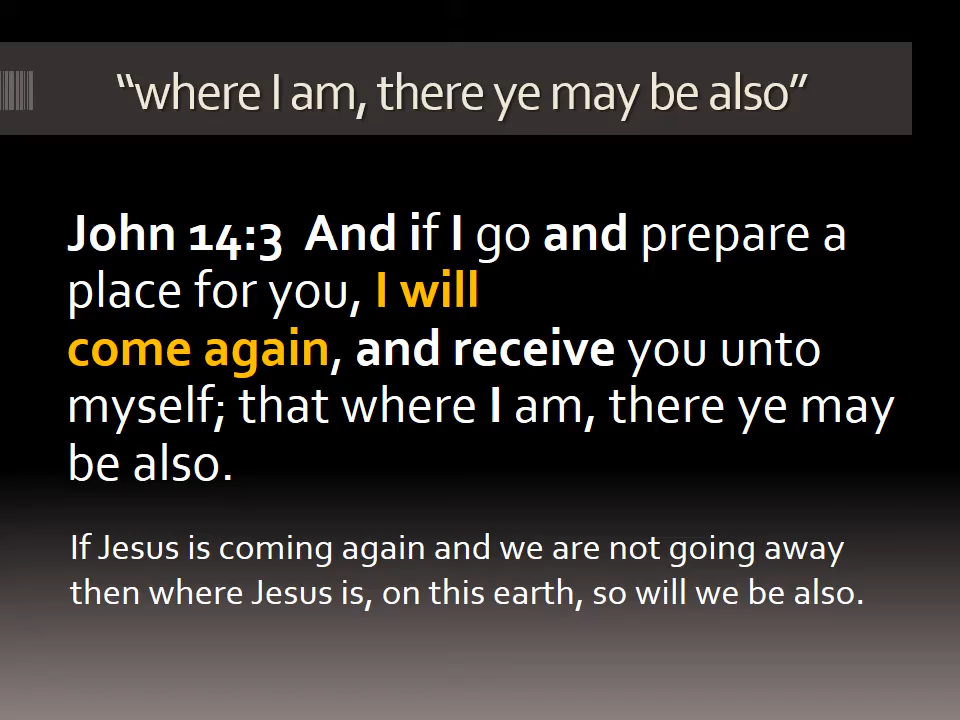 “where I am, there ye may be also”
John 14:3  And if I go and prepare a
place for you, I will
come again, and receive you unto
myself; that where I am, there ye may
be also.
If Jesus is coming again and we are not going away
then where Jesus is, on this earth, so will we be also.